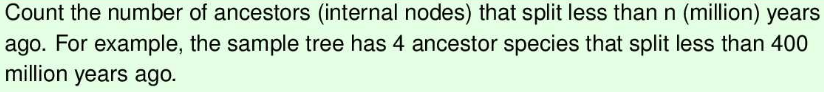 Count the number of ancestors (internal nodes) that split less than n (million) years
ago. For example, the sample tree has 4 ancestor species that split less than 400
million years ago.